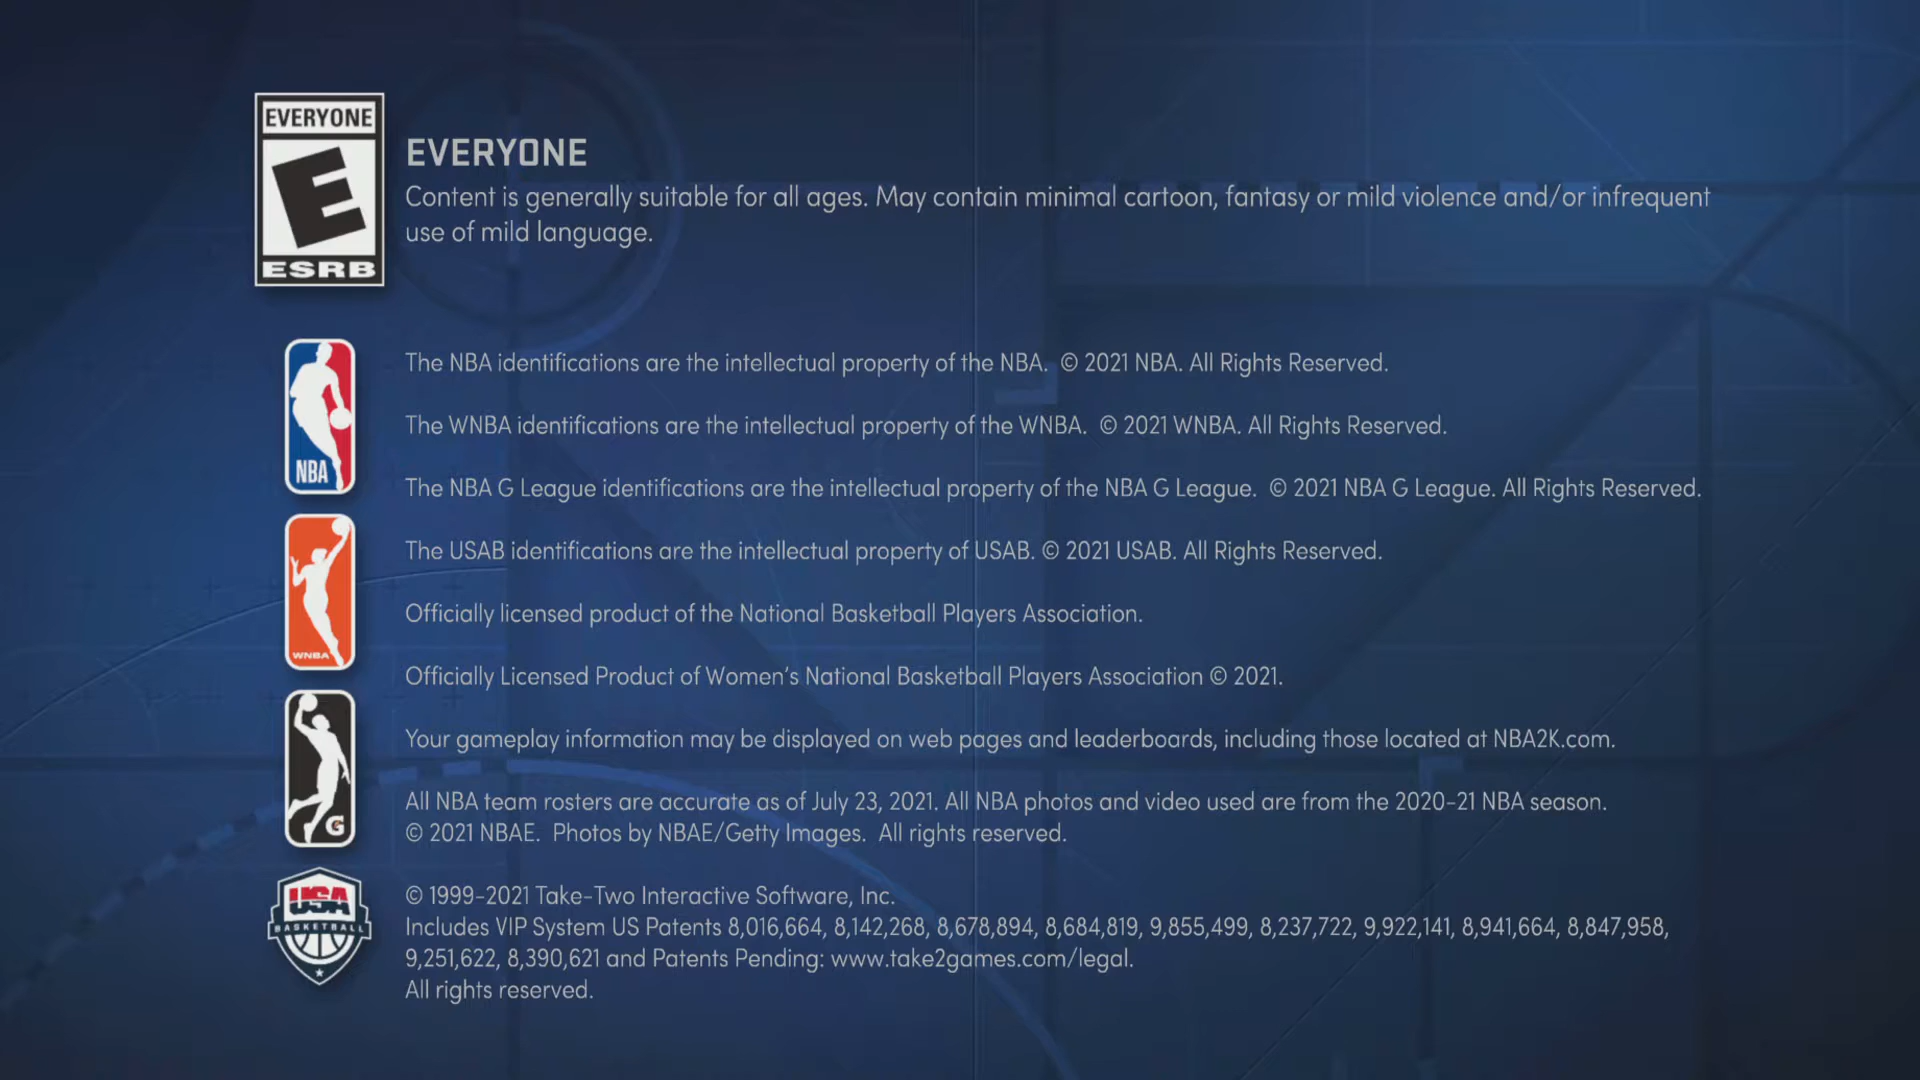 EVERYONE
E
ESRB
EVERYONE
Content is generally suitable for all ages. May contain minimal cartoon, fantasy or mild violence and/or infrequent
use of mild language.
NBA
The NBA identifications are the intellectual property of the NBA.  © 2021 NBA. All Rights Reserved.
The WNBA identifications are the intellectual property of the WNBA.  © 2021 WNBA. All Rights Reserved.
The NBA G League identifications are the intellectual property of the NBA G League.  © 2021 NBA G League. All Rights Reserved.
WNBA
The USAB identifications are the intellectual property of USAB. © 2021 USAB. All Rights Reserved.
Officially licensed product of the National Basketball Players Association.
Officially Licensed Product of Women's National Basketball Players Association © 2021.
G
Your gameplay information may be displayed on web pages and leaderboards, including those located at NBA2K.com.
All NBA team rosters are accurate as of July 23, 2021. All NBA photos and video used are from the 2020-21 NBA season.
© 2021 NBAE.  Photos by NBAE/Getty Images.  All rights reserved.
USA
BASKETBALL
© 1999-2021 Take-Two Interactive Software, Inc.
Includes VIP System US Patents 8,016,664, 8,142,268, 8,678,894, 8,684,819, 9,855,499, 8,237,722, 9,922,141, 8,941,664, 8,847,958,
9,251,622, 8,390,621 and Patents Pending: www.take2games.com/legal.
All rights reserved.